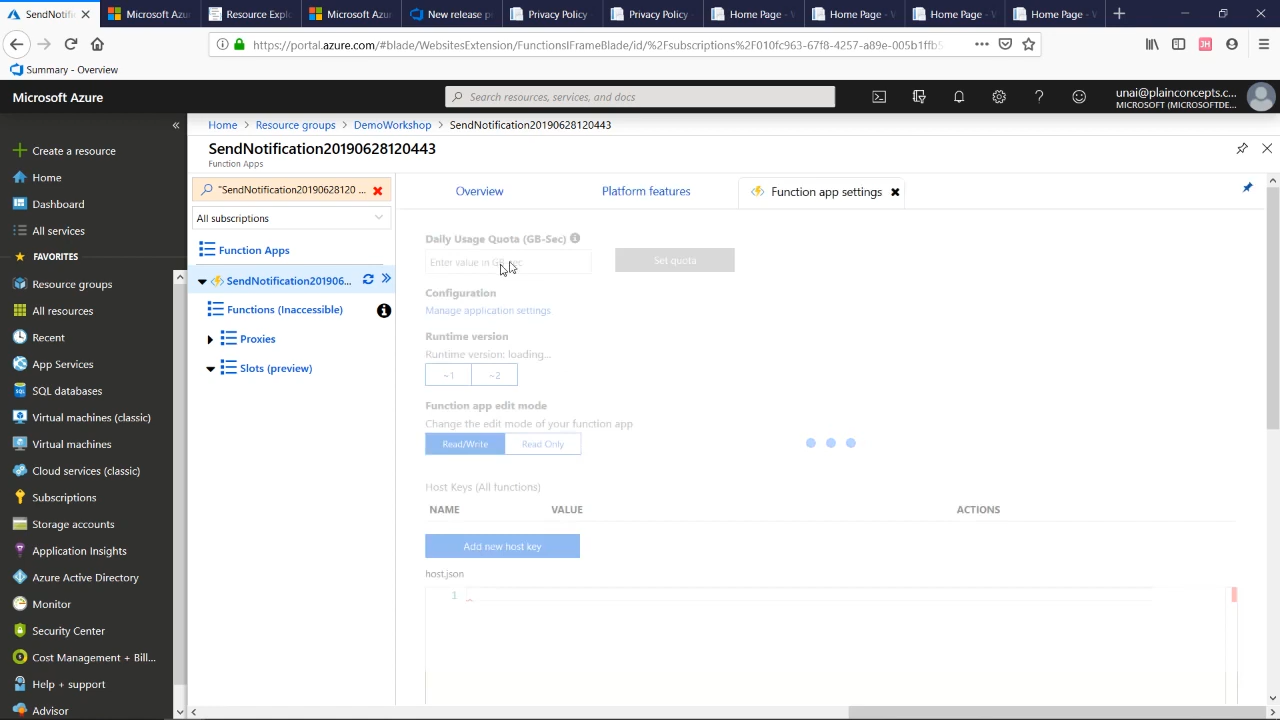 SendNotifi
Microsoft Azu
Resource Expl
Microsoft Azu
New release p
Privacy Policy
Privacy Policy
Home Page -
Home Page -
Home Page -
Home Page -
https://portal.azure.com/#blade/WebsitesExtension/FunctionsIFrameBlade/id/%2Fsubscriptions%2F010fc963-67f8-4257-a89e-005b1ffb5
JH
Summary - Overview
Microsoft Azure
Search resources, services, and docs
unai@plainconcepts.c...
MICROSOFT (MICROSOFTDE...
Create a resource
Home
Dashboard
All services
FAVORITES
Resource groups
All resources
Recent
App Services
SQL databases
Virtual machines (classic)
Virtual machines
Cloud services (classic)
Subscriptions
Storage accounts
Application Insights
Azure Active Directory
Monitor
Security Center
Cost Management + Bill...
Help + support
Advisor
Home > Resource groups > DemoWorkshop > SendNotification20190628120443
SendNotification20190628120443
Function Apps
"SendNotification20190628120 ...
All subscriptions
Function Apps
SendNotification201906...
Functions (Inaccessible)
Proxies
Slots (preview)
Overview
Platform features
Function app settings
Daily Usage Quota (GB-Sec)
Enter value in GB-sec
Set quota
Configuration
Manage application settings
Runtime version
Runtime version: loading...
~1
~2
Function app edit mode
Change the edit mode of your function app
Read/Write
Read Only
Host Keys (All functions)
NAME
VALUE
ACTIONS
Add new host key
host.json
1